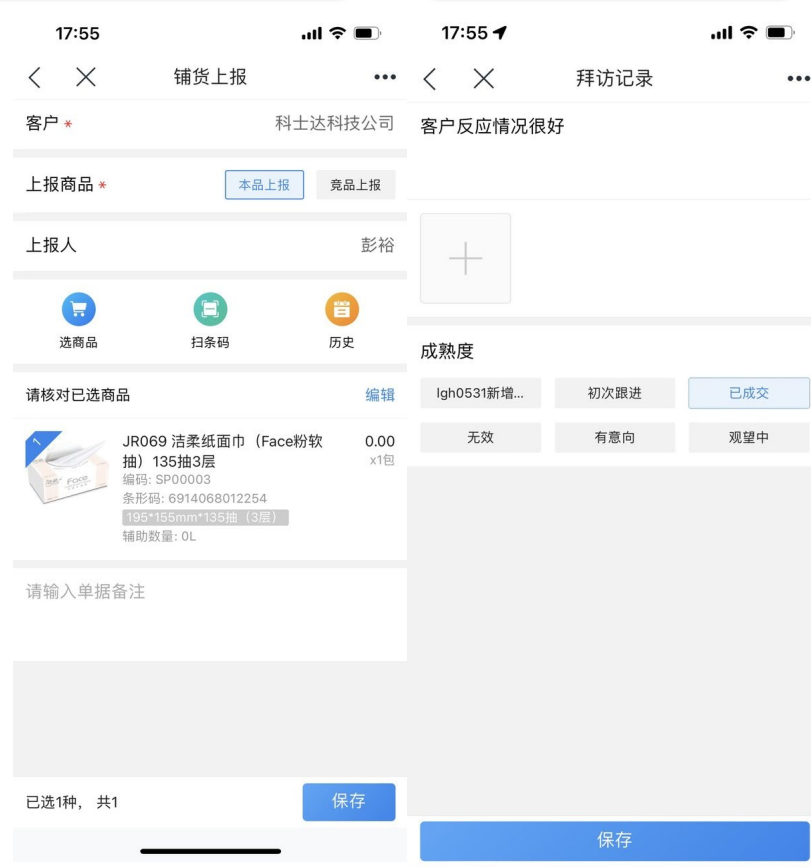 17:55
铺货上报
客户 *
科士达科技公司
上报商品 *
本品上报
竞品上报
上报人
彭裕
选商品
扫条码
历史
请核对已选商品
编辑
1
Face
JR069 洁柔纸面巾（Face粉软
抽）135抽3层
0.00
x1包
编码: SP00003
条形码: 6914068012254
195*155mm*135抽（3层）
辅助数量: 0L
请输入单据备注
已选1种， 共1
保存
17:55
拜访记录
客户反应情况很好
成熟度
lgh0531新增...
初次跟进
已成交
无效
有意向
观望中
保存